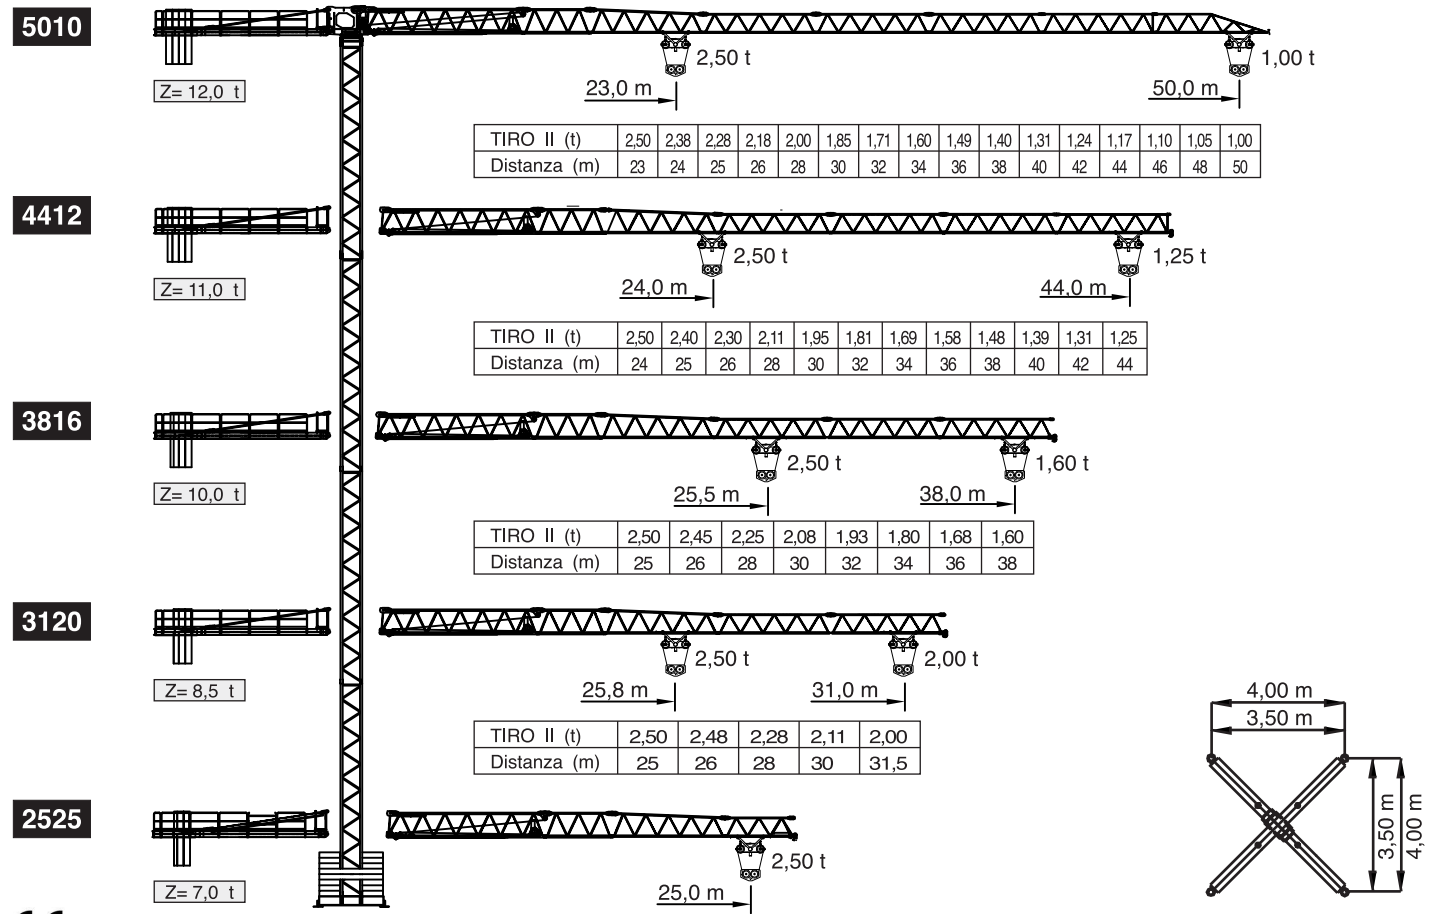 5010
2,50 t
1,00 t
Z= 12,0 t
23,0 m
50,0 m
TIRO II (t) 2,50 2,38 2,28 2,18 2,00 1,85 1,71 1,60 1,49 1,40 1,31 1,24 1,17 1,10 1,05 1,00
Distanza (m) 23 24 25 26 28 30 32 34 36 38 40 42 44 46 48 50
4412
2,50 t
1,25 t
Z= 11,0 t
24,0 m
44,0 m
TIRO II (t) 2,50 2,40 2,30 2,11 1,95 1,81 1,69 1,58 1,48 1,39 1,31 1,25
Distanza (m) 24 25 26 28 30 32 34 36 38 40 42 44
3816
2,50 t
1,60 t
Z= 10,0 t
25,5 m
38,0 m
TIRO II (t) 2,50 2,45 2,25 2,08 1,93 1,80 1,68 1,60
Distanza (m) 25 26 28 30 32 34 36 38
3120
2,50 t
2,00 t
Z= 8,5 t
25,8 m
31,0 m
TIRO II (t) 2,50 2,48 2,28 2,11 2,00
Distanza (m) 25 26 28 30 31,5
2525
2,50 t
Z= 7,0 t
25,0 m
4,00 m
3,50 m
3,50 m
4,00 m